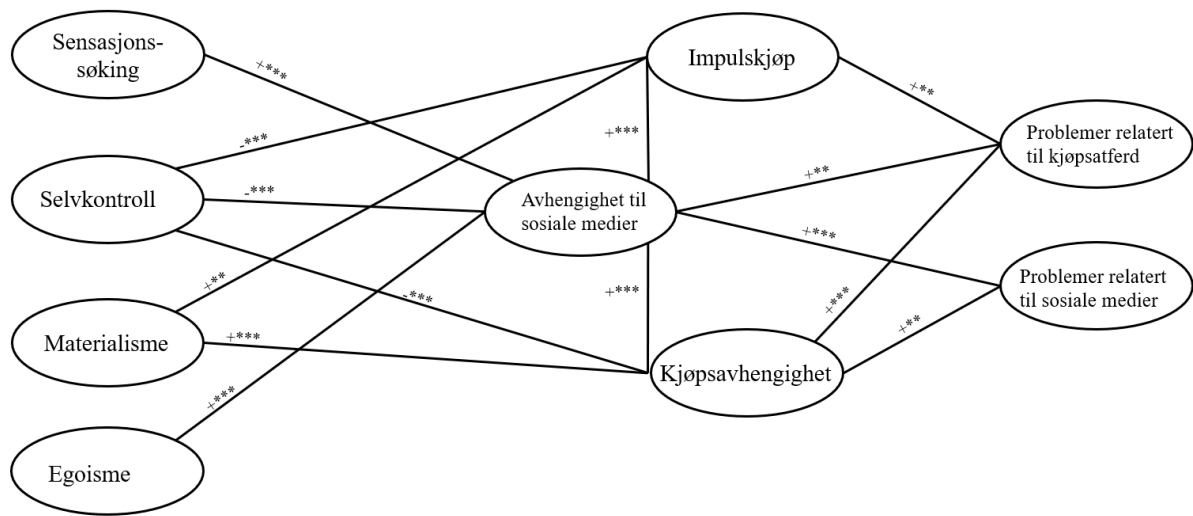 Sensasjons-
søking
Selvkontroll
Materialisme
Egoisme
+***
-***
-***
+**
-***
+***
+***
Avhengighet til
sosiale medier
Impulskjøp
+***
+***
Kjøpsavhengighet
+**
+**
+***
+***
+**
Problemer relatert
til kjøpsatferd
Problemer relatert
til sosiale medier